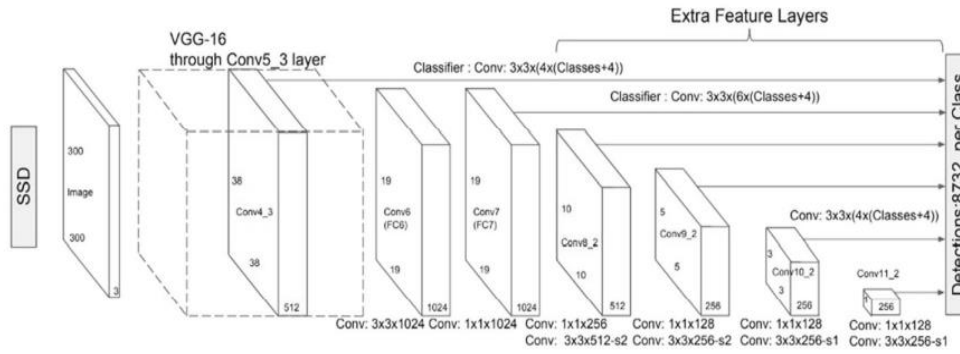 Extra Feature Layers
VGG-16
through Conv5_3 layer
Classifier : Conv: 3x3x(4x(Classes+4))
Classifier : Conv: 3x3x(6x(Classes+4))
SSD
300
Image
300
3
38
Conv4_3
38
512
19
Conv6
(FC6)
19
1024
19
Conv7
(FC7)
19
1024
10
Conv8_2
10
512
5
Conv9_2
5
256
Conv: 3x3x(4x(Classes+4))
3
Conv10_2
3
256
Conv11_2
256
Detections:8732 per Class
Conv: 3x3x1024
Conv: 1x1x1024
Conv: 1x1x256
Conv: 3x3x512-s2
Conv: 1x1x128
Conv: 3x3x256-s2
Conv: 1x1x128
Conv: 3x3x256-s1
Conv: 1x1x128
Conv: 3x3x256-s1